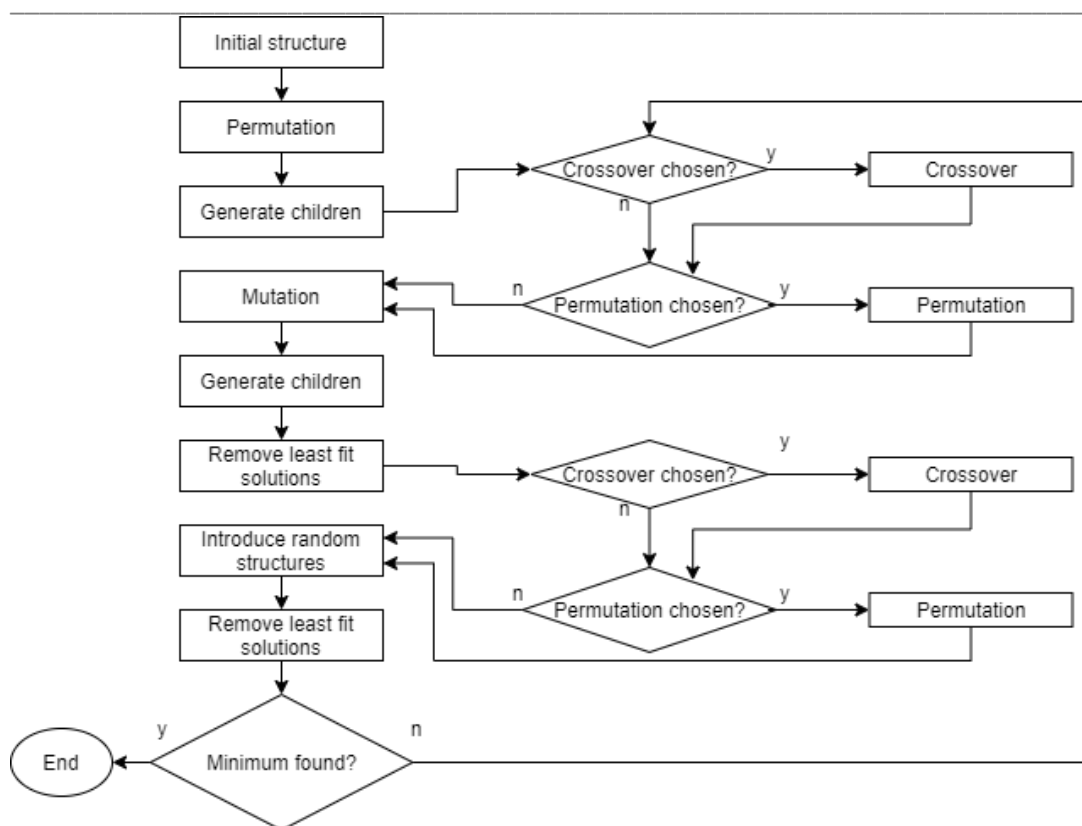 Initial structure
Permutation
Crossover chosen?
y
Crossover
Generate children
n
Mutation
n
Permutation chosen?
y
Permutation
Generate children
Remove least fit
solutions
Crossover chosen?
y
Crossover
n
Introduce random
structures
n
Permutation chosen?
y
Permutation
Remove least fit
solutions
y
n
End
Minimum found?